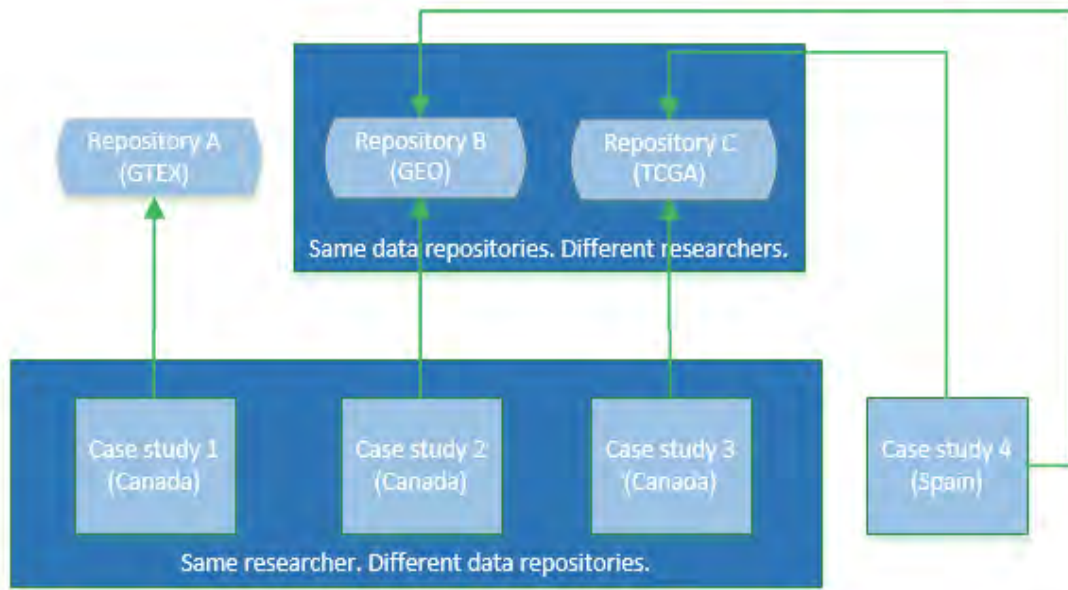 Repository A
(GTEX)
Repository B
(GEO)
Repository C
(TCGA)
Same data repositories. Different researchers.
Case study 1
(Canada)
Case study 2
(Canada)
Case study 3
(Canada)
Case study 4
(Spain)
Same researcher. Different data repositories.